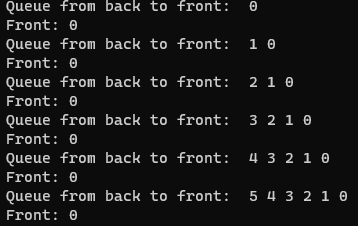 Queue from back to front:  0
Front: 0
Queue from back to front:  1 0
Front: 0
Queue from back to front:  2 1 0
Front: 0
Queue from back to front:  3 2 1 0
Front: 0
Queue from back to front:  4 3 2 1 0
Front: 0
Queue from back to front:  5 4 3 2 1 0
Front: 0